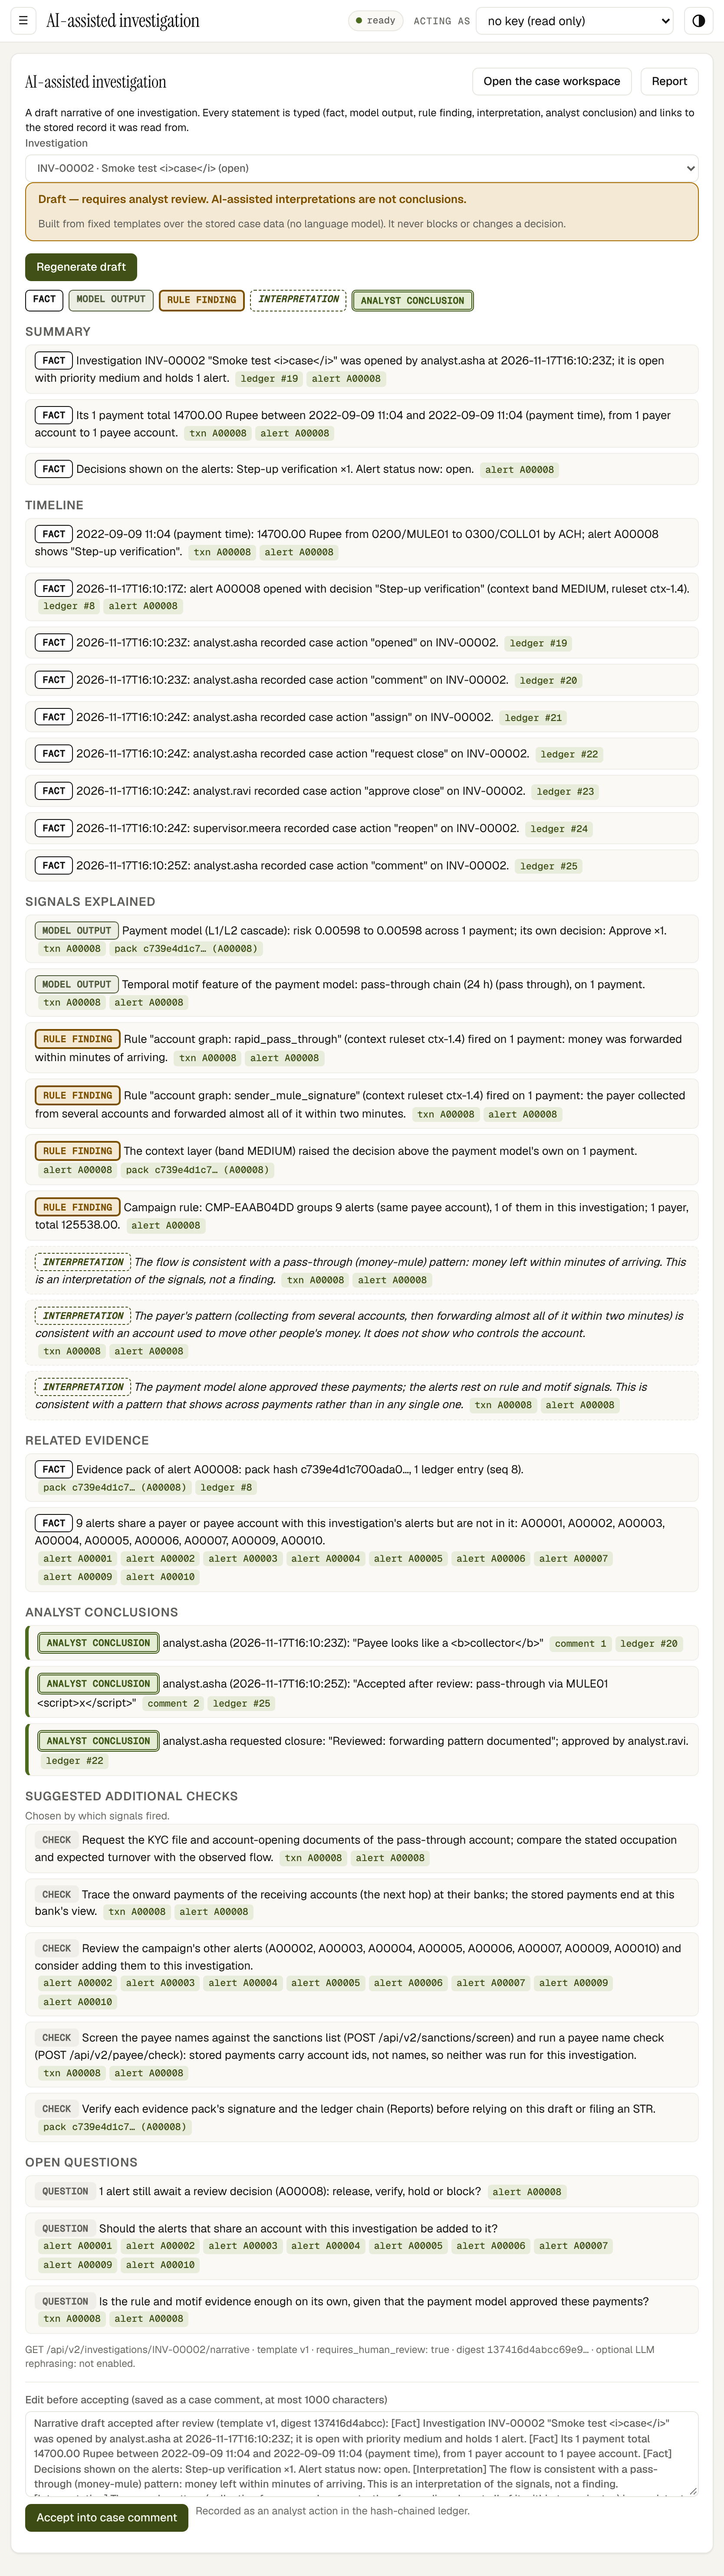 ☰ AI-assisted investigation ready ACTING AS no key (read only)
AI-assisted investigation Open the case workspace Report
A draft narrative of one investigation. Every statement is typed (fact, model output, rule finding, interpretation, analyst conclusion) and links to
the stored record it was read from.
Investigation
INV-00002 · Smoke test <i>case</i> (open)
Draft — requires analyst review. AI-assisted interpretations are not conclusions.
Built from fixed templates over the stored case data (no language model). It never blocks or changes a decision.
Regenerate draft
FACT MODEL OUTPUT RULE FINDING INTERPRETATION ANALYST CONCLUSION
SUMMARY
FACT Investigation INV-00002 "Smoke test <i>case</i>" was opened by analyst.asha at 2026-11-17T16:10:23Z; it is open
with priority medium and holds 1 alert. ledger #19 alert A00008
FACT Its 1 payment total 14700.00 Rupee between 2022-09-09 11:04 and 2022-09-09 11:04 (payment time), from 1 payer
account to 1 payee account. txn A00008 alert A00008
FACT Decisions shown on the alerts: Step-up verification ×1. Alert status now: open. alert A00008
TIMELINE
FACT 2022-09-09 11:04 (payment time): 14700.00 Rupee from 0200/MULE01 to 0300/COLL01 by ACH; alert A00008
shows "Step-up verification". txn A00008 alert A00008
FACT 2026-11-17T16:10:17Z: alert A00008 opened with decision "Step-up verification" (context band MEDIUM, ruleset ctx-1.4).
ledger #8 alert A00008
FACT 2026-11-17T16:10:23Z: analyst.asha recorded case action "opened" on INV-00002. ledger #19
FACT 2026-11-17T16:10:23Z: analyst.asha recorded case action "comment" on INV-00002. ledger #20
FACT 2026-11-17T16:10:24Z: analyst.asha recorded case action "assign" on INV-00002. ledger #21
FACT 2026-11-17T16:10:24Z: analyst.asha recorded case action "request close" on INV-00002. ledger #22
FACT 2026-11-17T16:10:24Z: analyst.ravi recorded case action "approve close" on INV-00002. ledger #23
FACT 2026-11-17T16:10:24Z: supervisor.meera recorded case action "reopen" on INV-00002. ledger #24
FACT 2026-11-17T16:10:25Z: analyst.asha recorded case action "comment" on INV-00002. ledger #25
SIGNALS EXPLAINED
MODEL OUTPUT Payment model (L1/L2 cascade): risk 0.00598 to 0.00598 across 1 payment; its own decision: Approve ×1.
txn A00008 pack c739e4d1c7… (A00008)
MODEL OUTPUT Temporal motif feature of the payment model: pass-through chain (24 h) (pass through), on 1 payment.
txn A00008 alert A00008
RULE FINDING Rule "account graph: rapid_pass_through" (context ruleset ctx-1.4) fired on 1 payment: money was forwarded
within minutes of arriving. txn A00008 alert A00008
RULE FINDING Rule "account graph: sender_mule_signature" (context ruleset ctx-1.4) fired on 1 payment: the payer collected
from several accounts and forwarded almost all of it within two minutes. txn A00008 alert A00008
RULE FINDING The context layer (band MEDIUM) raised the decision above the payment model's own on 1 payment.
alert A00008 pack c739e4d1c7… (A00008)
RULE FINDING Campaign rule: CMP-EAAB04DD groups 9 alerts (same payee account), 1 of them in this investigation; 1 payer,
total 125538.00. alert A00008
INTERPRETATION The flow is consistent with a pass-through (money-mule) pattern: money left within minutes of arriving. This
is an interpretation of the signals, not a finding. txn A00008 alert A00008
INTERPRETATION The payer's pattern (collecting from several accounts, then forwarding almost all of it within two minutes) is
consistent with an account used to move other people's money. It does not show who controls the account.
txn A00008 alert A00008
INTERPRETATION The payment model alone approved these payments; the alerts rest on rule and motif signals. This is
consistent with a pattern that shows across payments rather than in any single one. txn A00008 alert A00008
RELATED EVIDENCE
FACT Evidence pack of alert A00008: pack hash c739e4d1c700ada0…, 1 ledger entry (seq 8).
pack c739e4d1c7… (A00008) ledger #8
FACT 9 alerts share a payer or payee account with this investigation's alerts but are not in it: A00001, A00002, A00003,
A00004, A00005, A00006, A00007, A00009, A00010.
alert A00001 alert A00002 alert A00003 alert A00004 alert A00005 alert A00006 alert A00007
alert A00009 alert A00010
ANALYST CONCLUSIONS
ANALYST CONCLUSION analyst.asha (2026-11-17T16:10:23Z): "Payee looks like a <b>collector</b>" comment 1 ledger #20
ANALYST CONCLUSION analyst.asha (2026-11-17T16:10:25Z): "Accepted after review: pass-through via MULE01
<script>x</script>" comment 2 ledger #25
ANALYST CONCLUSION analyst.asha requested closure: "Reviewed: forwarding pattern documented"; approved by analyst.ravi.
ledger #22
SUGGESTED ADDITIONAL CHECKS
Chosen by which signals fired.
CHECK Request the KYC file and account-opening documents of the pass-through account; compare the stated occupation
and expected turnover with the observed flow. txn A00008 alert A00008
CHECK Trace the onward payments of the receiving accounts (the next hop) at their banks; the stored payments end at this
bank's view. txn A00008 alert A00008
CHECK Review the campaign's other alerts (A00002, A00003, A00004, A00005, A00006, A00007, A00009, A00010) and
consider adding them to this investigation.
alert A00002 alert A00003 alert A00004 alert A00005 alert A00006 alert A00007 alert A00009
alert A00010
CHECK Screen the payee names against the sanctions list (POST /api/v2/sanctions/screen) and run a payee name check
(POST /api/v2/payee/check): stored payments carry account ids, not names, so neither was run for this investigation.
txn A00008 alert A00008
CHECK Verify each evidence pack's signature and the ledger chain (Reports) before relying on this draft or filing an STR.
pack c739e4d1c7… (A00008)
OPEN QUESTIONS
QUESTION 1 alert still await a review decision (A00008): release, verify, hold or block? alert A00008
QUESTION Should the alerts that share an account with this investigation be added to it?
alert A00001 alert A00002 alert A00003 alert A00004 alert A00005 alert A00006 alert A00007
alert A00009 alert A00010
QUESTION Is the rule and motif evidence enough on its own, given that the payment model approved these payments?
txn A00008 alert A00008
GET /api/v2/investigations/INV-00002/narrative · template v1 · requires_human_review: true · digest 137416d4abcc69e9… · optional LLM
rephrasing: not enabled.
Edit before accepting (saved as a case comment, at most 1000 characters)
Narrative draft accepted after review (template v1, digest 137416d4abcc): [Fact] Investigation INV-00002 "Smoke test <i>case</i>"
was opened by analyst.asha at 2026-11-17T16:10:23Z; it is open with priority medium and holds 1 alert. [Fact] Its 1 payment total
14700.00 Rupee between 2022-09-09 11:04 and 2022-09-09 11:04 (payment time), from 1 payer account to 1 payee account. [Fact]
Decisions shown on the alerts: Step-up verification ×1. Alert status now: open. [Interpretation] The flow is consistent with a pass-
through (money-mule) pattern: money left within minutes of arriving. This is an interpretation of the signals, not a finding.
Accept into case comment Recorded as an analyst action in the hash-chained ledger.